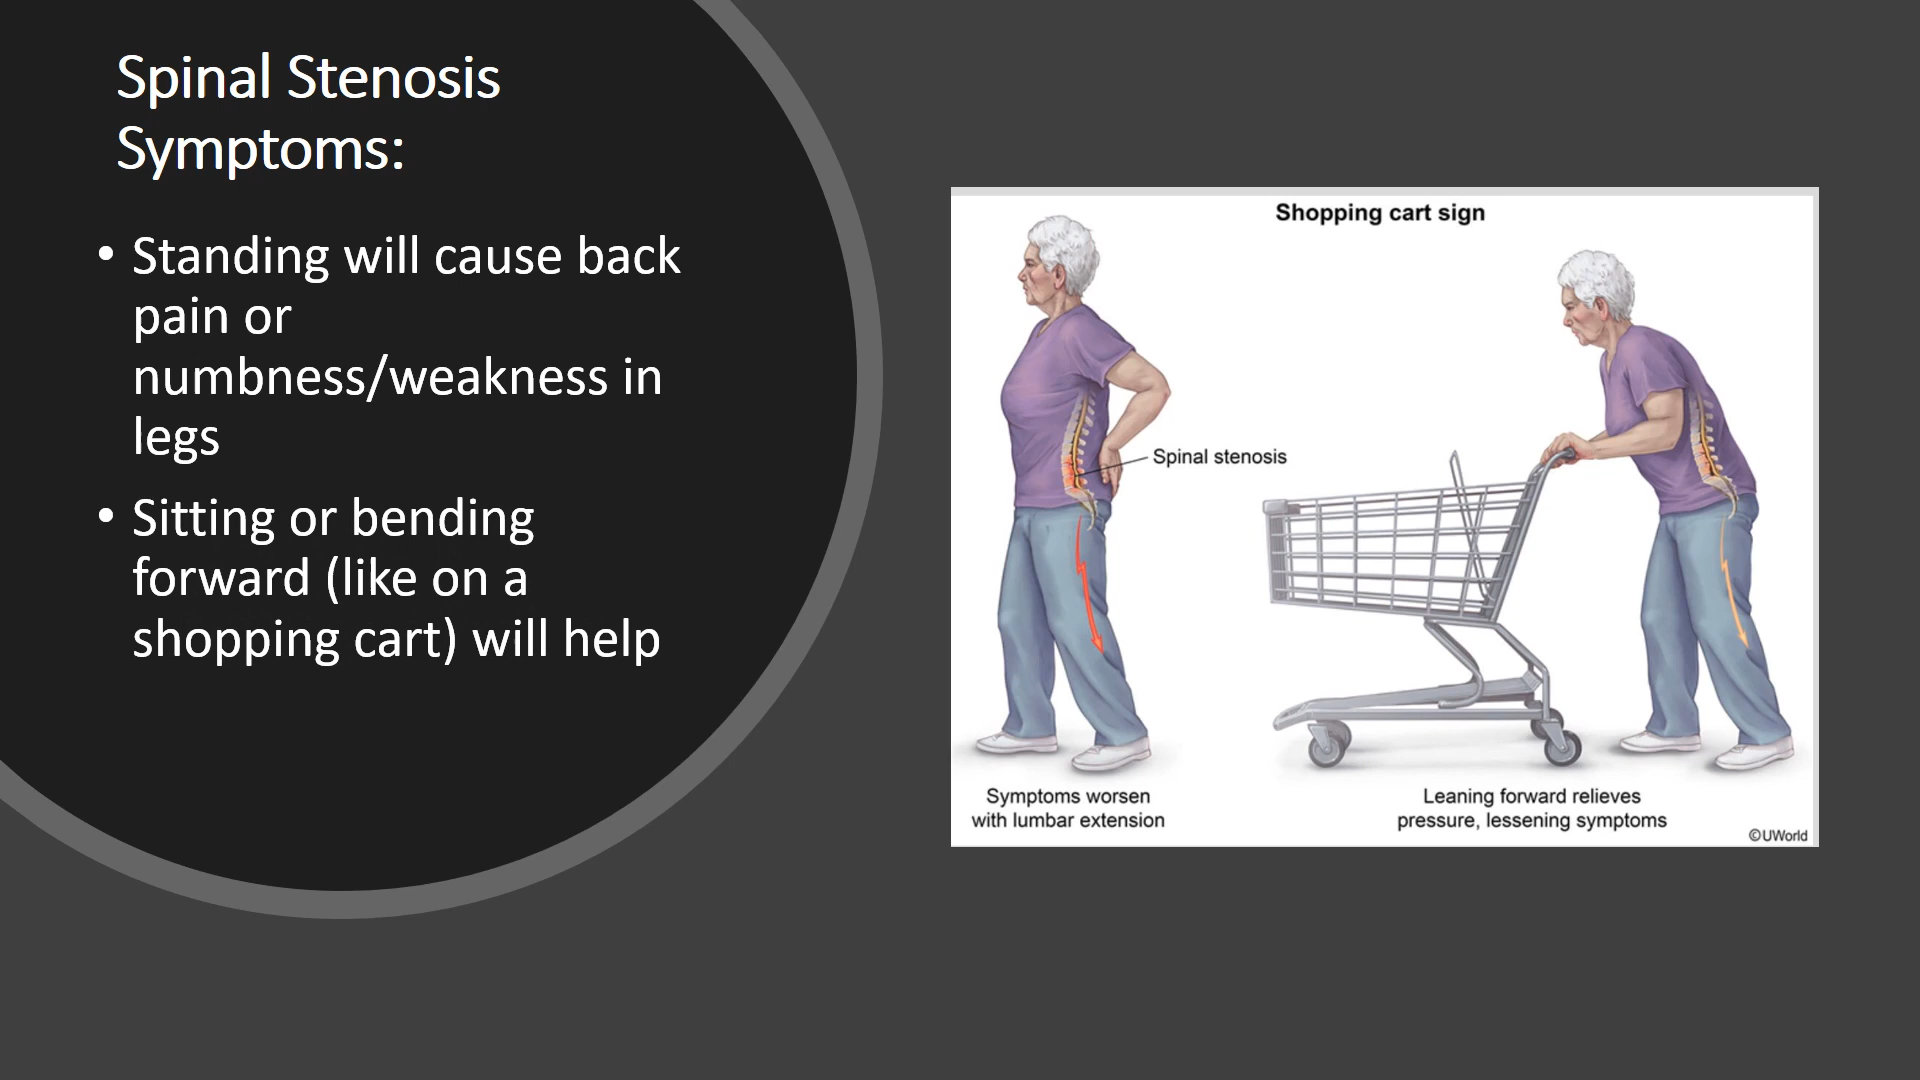 Spinal Stenosis
Symptoms:
• Standing will cause back
pain or
numbness/weakness in
legs
• Sitting or bending
forward (like on a
shopping cart) will help
Shopping cart sign
Spinal stenosis
Symptoms worsen
with lumbar extension
Leaning forward relieves
pressure, lessening symptoms
©UWorld